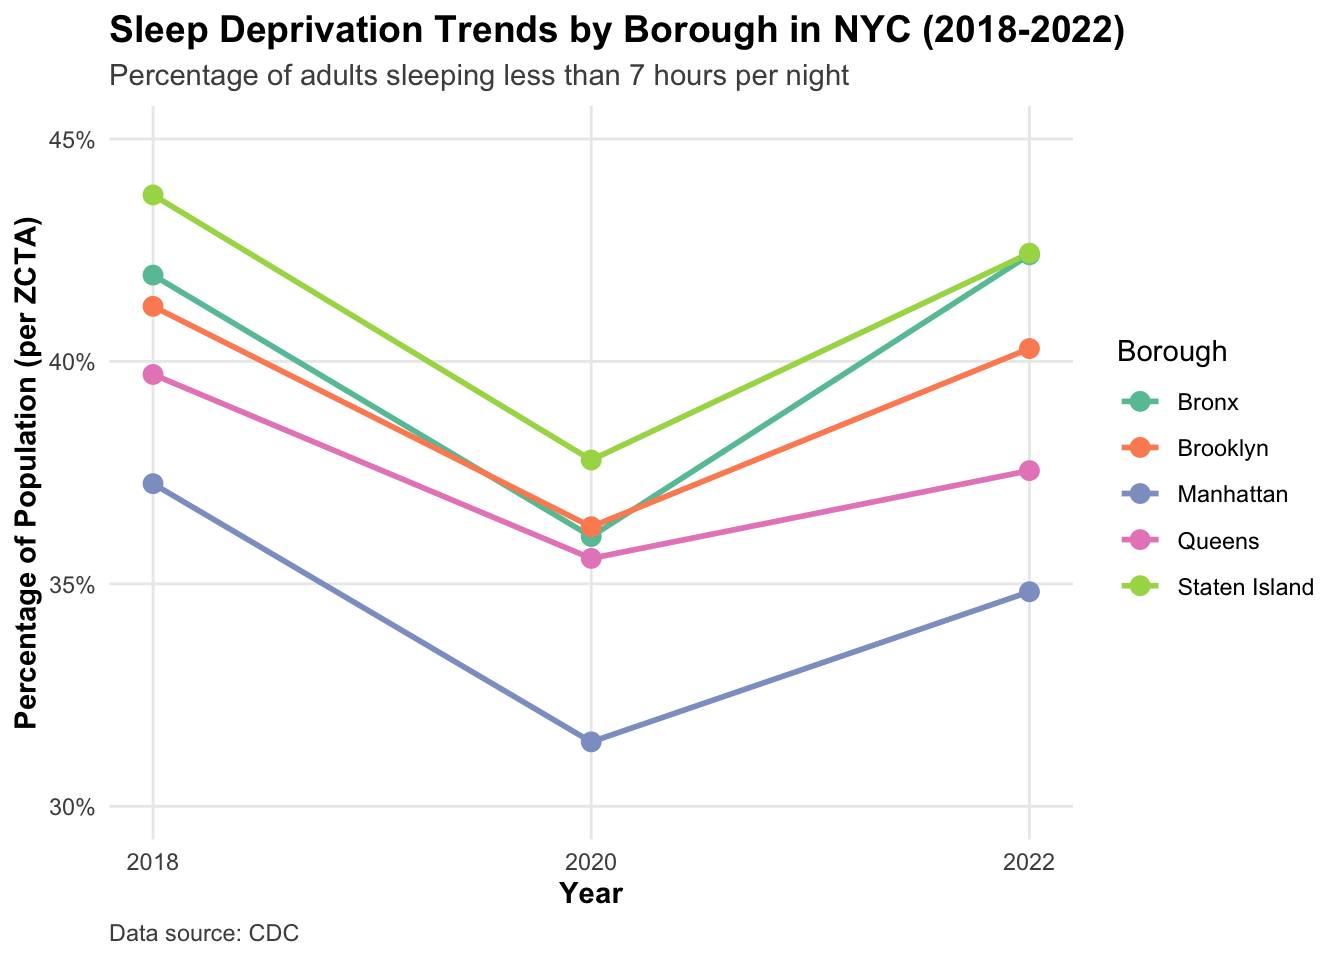 Sleep Deprivation Trends by Borough in NYC (2018-2022)
Percentage of adults sleeping less than 7 hours per night
Percentage of Population (per ZCTA)
45%
40%
35%
30%
2018
2020
2022
Year
Borough
Bronx
Brooklyn
Manhattan
Queens
Staten Island
Data source: CDC